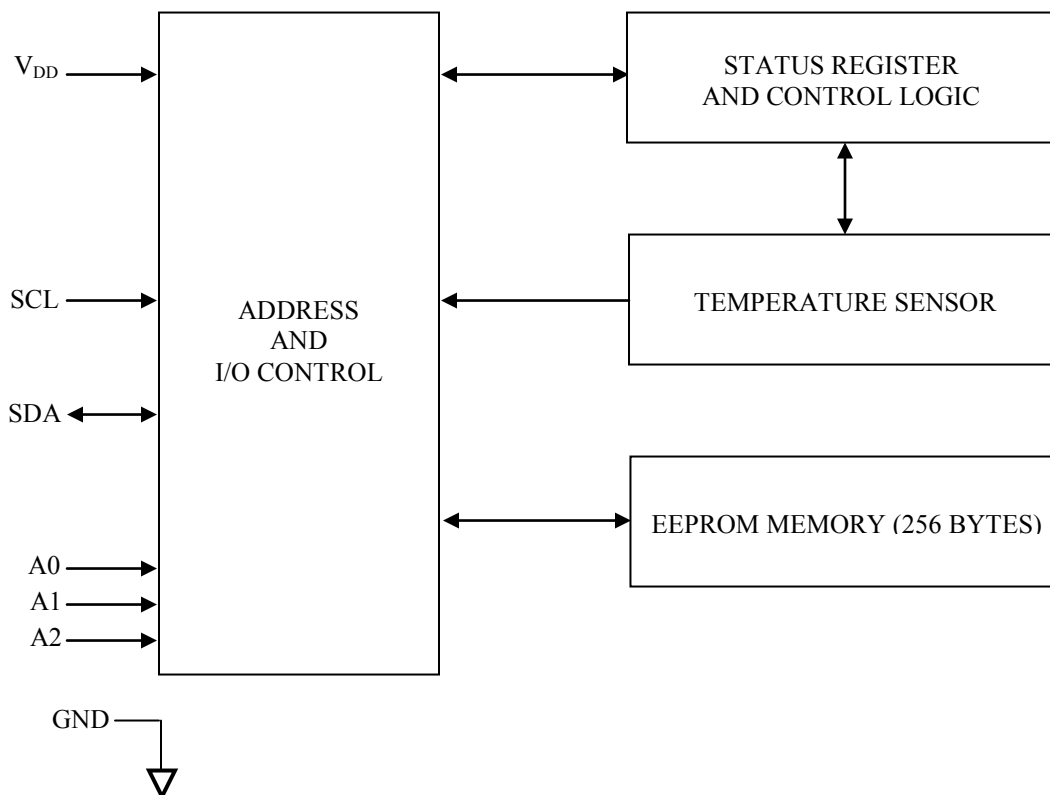 V_DD
STATUS REGISTER
AND CONTROL LOGIC
SCL
ADDRESS
AND
I/O CONTROL
TEMPERATURE SENSOR
SDA
EEPROM MEMORY (256 BYTES)
A0
A1
A2
GND